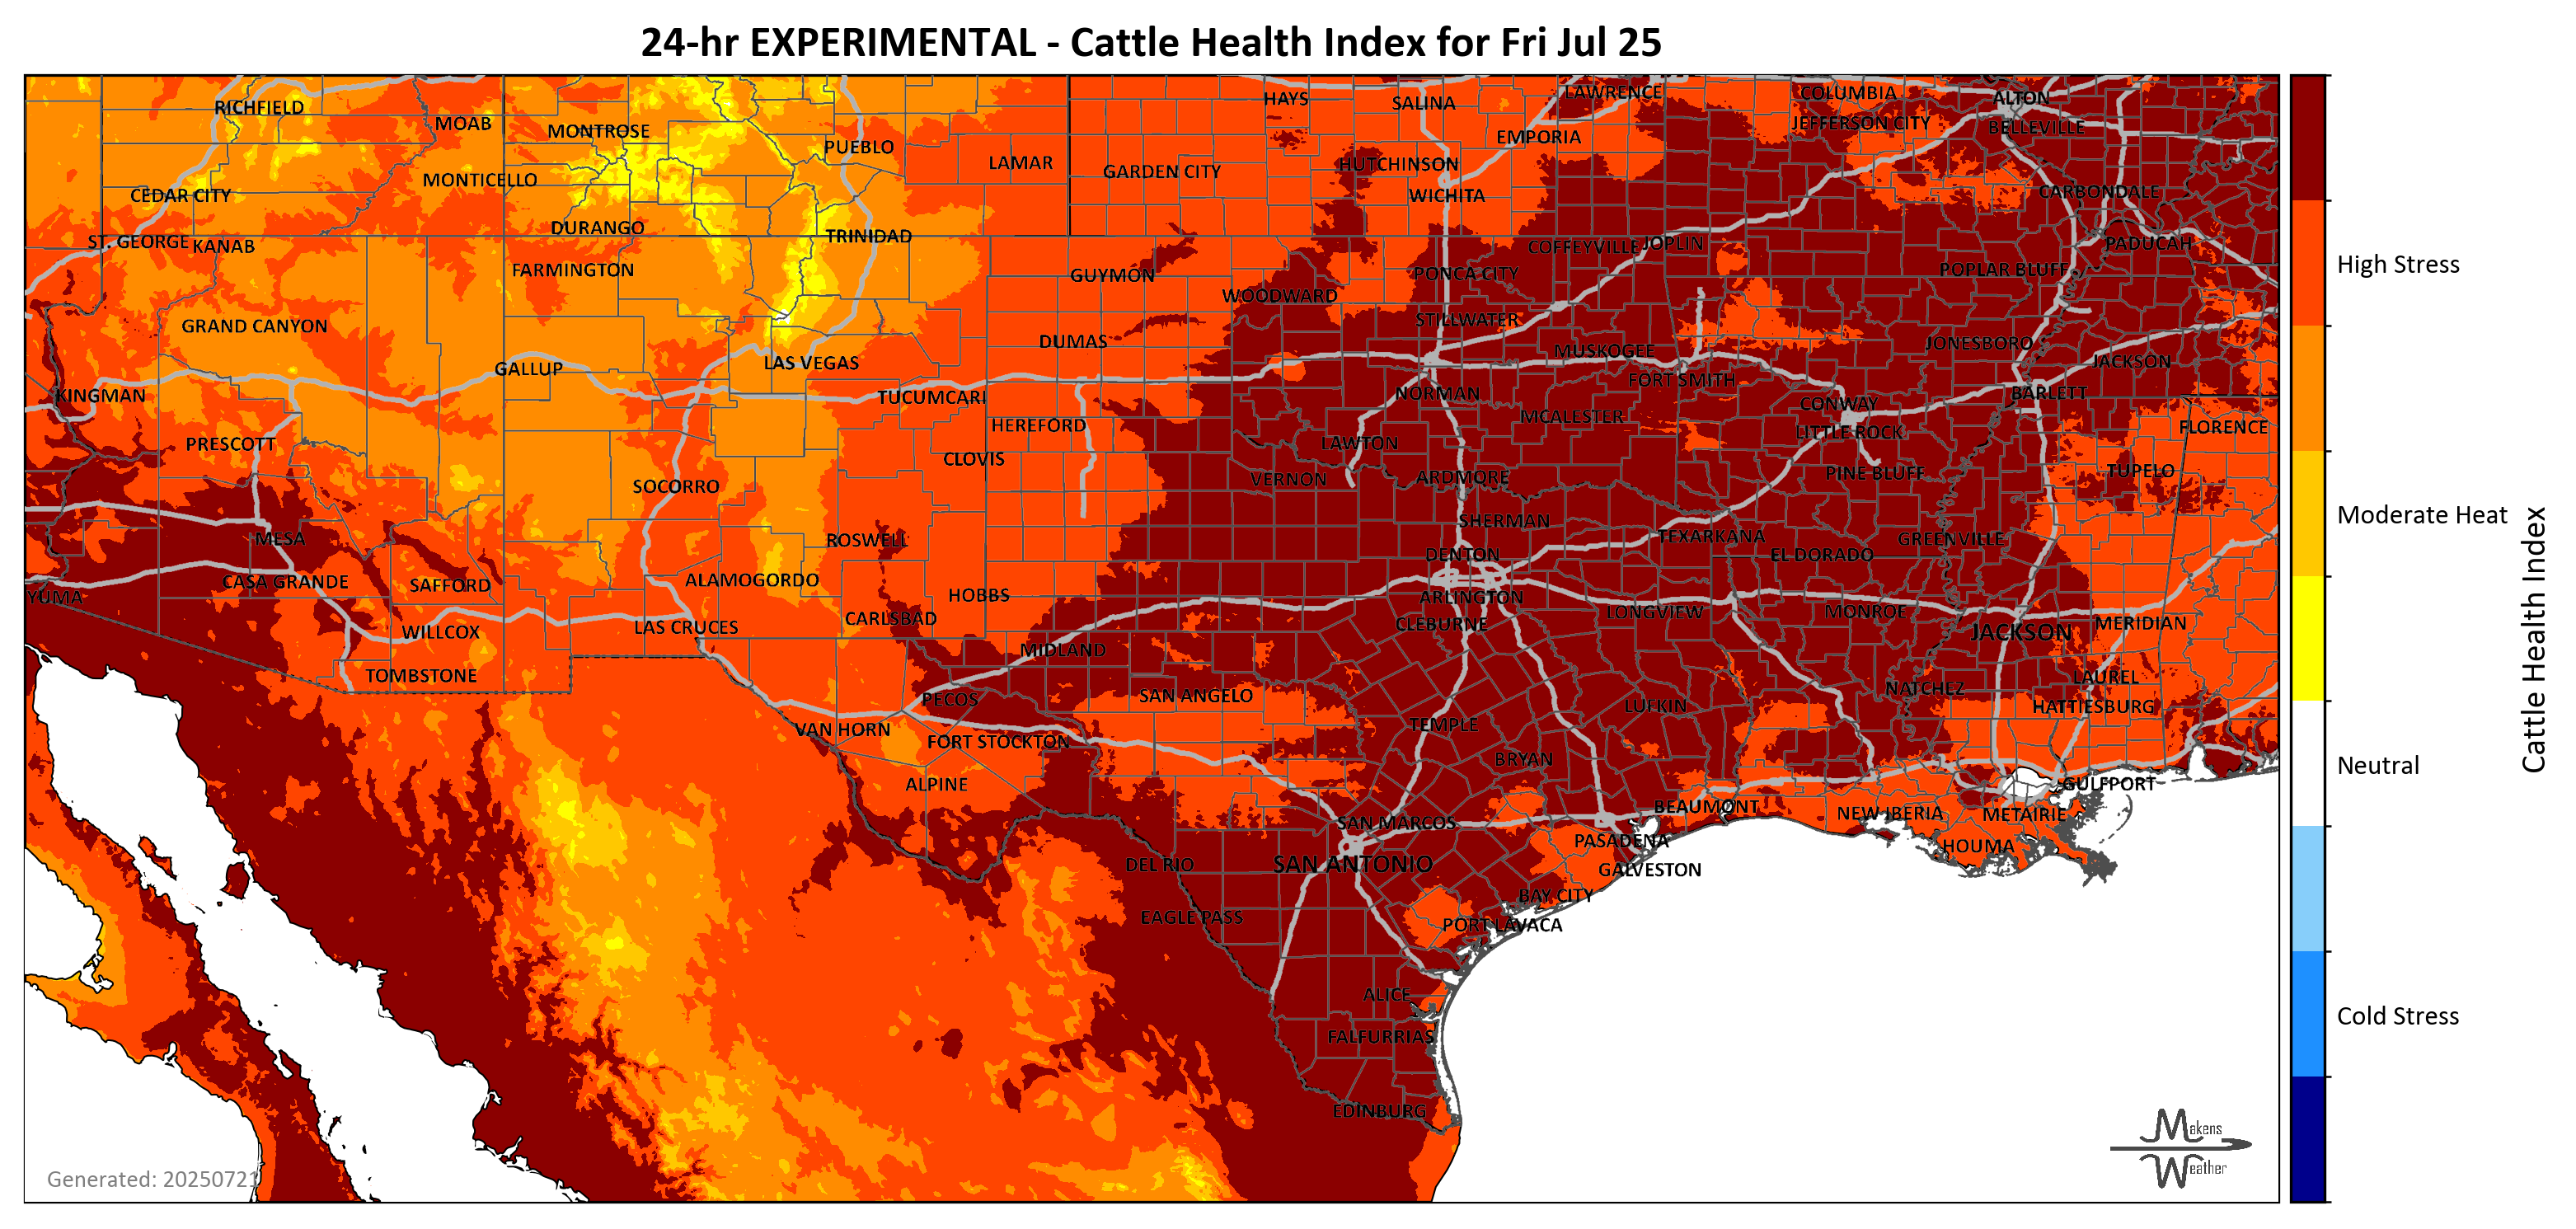 24-hr EXPERIMENTAL - Cattle Health Index for Fri Jul 25
RICHFIELD
MOAB
MONTROSE
PUEBLO
LAMAR
HAYS
SALINA
LAWRENCE
COLUMBIA
ALTON
EMPORIA
JEFFERSON CITY
BELLEVILLE
CEDAR CITY
MONTICELLO
GARDEN CITY
HUTCHINSON
WICHITA
CARBONDALE
ST. GEORGE
KANAB
DURANGO
TRINIDAD
COFFEYVILLE
JOPLIN
PADUCAH
FARMINGTON
GUYMON
PONCA CITY
POPLAR BLUFF
WOODWARD
GRAND CANYON
STILLWATER
DUMAS
MUSKOGEE
JONESBORO
JACKSON
GALLUP
LAS VEGAS
FORT SMITH
KINGMAN
TUCUMCARI
NORMAN
BARLETT
CONWAY
MCALESTER
HEREFORD
FLORENCE
LITTLE ROCK
PRESCOTT
LAWTON
CLOVIS
TUPELO
PINE BLUFF
SOCORRO
VERNON
ARDMORE
SHERMAN
MESA
ROSWELL
TEXARKANA
GREENVILLE
DENTON
EL DORADO
CASA GRANDE
SAFFORD
ALAMOGORDO
YUMA
HOBBS
ARLINGTON
LONGVIEW
MONROE
CARLSBAD
CLEBURNE
MERIDIAN
WILLCOX
LAS CRUCES
JACKSON
MIDLAND
TOMBSTONE
LAUREL
PECOS
SAN ANGELO
NATCHEZ
LUFKIN
HATTIESBURG
VAN HORN
TEMPLE
FORT STOCKTON
BRYAN
ALPINE
GULFPORT
BEAUMONT
NEW IBERIA
METAIRIE
SAN MARCOS
PASADENA
HOUMA
DEL RIO
SAN ANTONIO
GALVESTON
BAY CITY
EAGLE PASS
PORT LAVACA
ALICE
FALFURRIAS
EDINBURG
Generated: 20250721
Makens
Weather
High Stress
Moderate Heat
Neutral
Cold Stress
Cattle Health Index